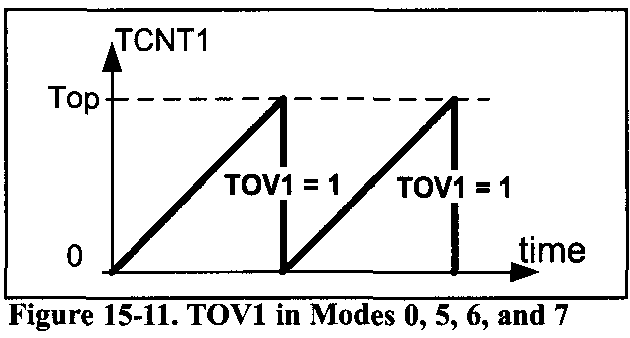 TCNT1
Top
TOV1 = 1
TOV1 = 1
0
time
Figure 15-11. TOV1 in Modes 0, 5, 6, and 7